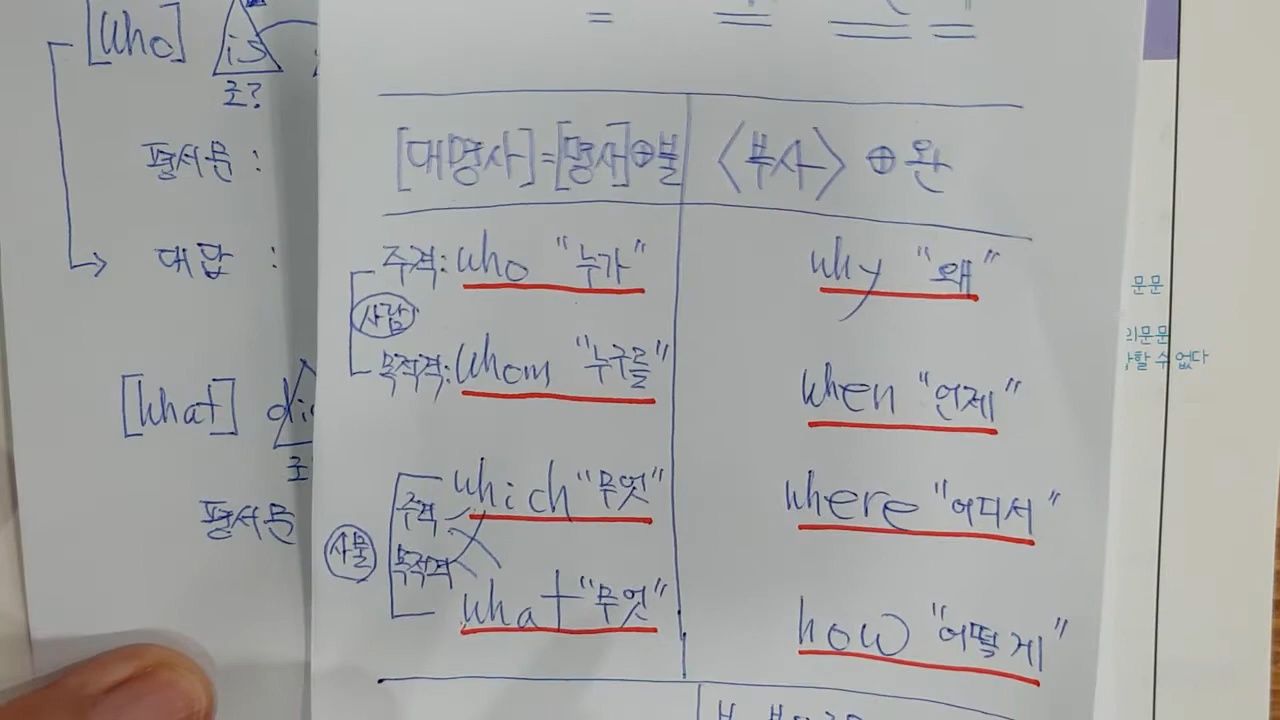 [who] is
조?
평서문 :
대답 :
[what]
조
평서문
[대명사]=[명사]⊕불 〈부사〉⊕완
주격: who "누가" why "왜"
사람
목적격: whom "누구를" when "언제"
which "무엇" where "어디서"
주격
사물 목적격
what "무엇" how "어떻게"
문문
리문문
할 수 없다